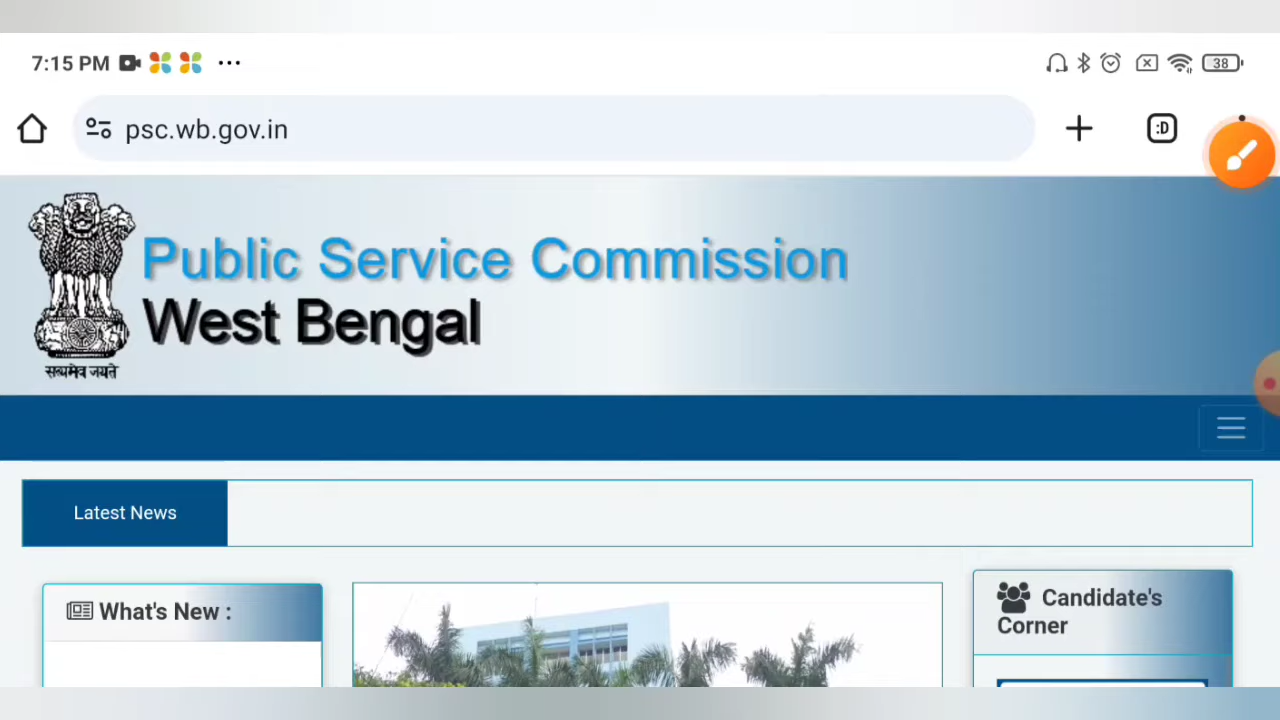 7:15 PM
38
psc.wb.gov.in
:D
Public Service Commission
West Bengal
सत्यमेव जयते
Latest News
What's New :
Candidate's
Corner